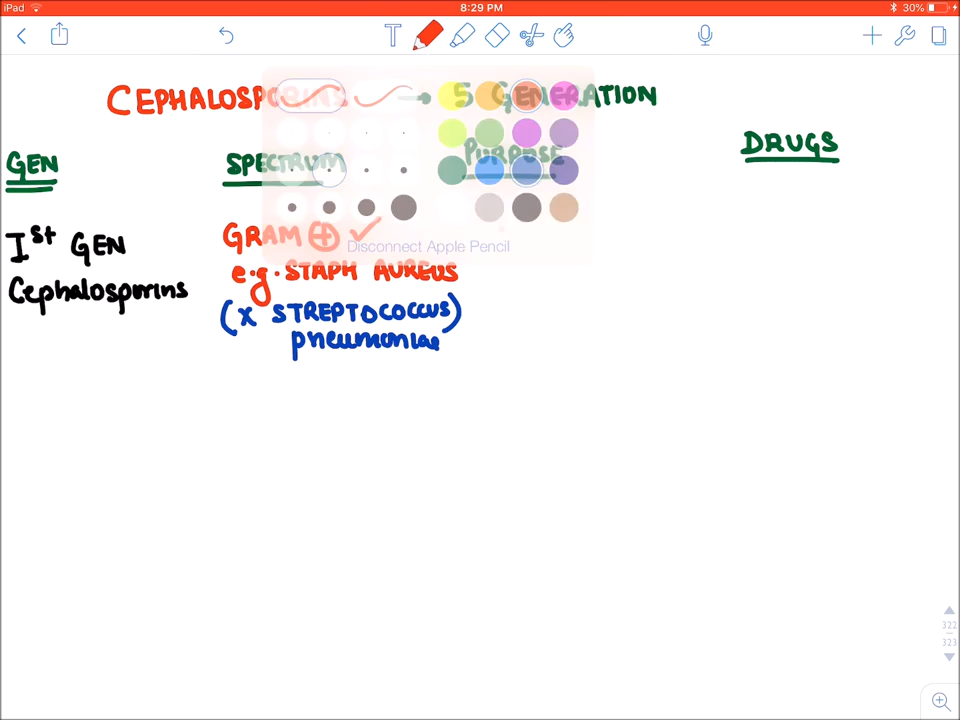 iPad 8:29 PM 30%
T
CEPHALOSPORINS → 5 GENERATION
GEN SPECTRUM PURPOSE DRUGS
Ist GEN
Cephalosporins
GRAM ⊕ ✓
Disconnect Apple Pencil
e.g. STAPH AUREUS
(x STREPTOCOCCUS)
pneumoniae
322
323